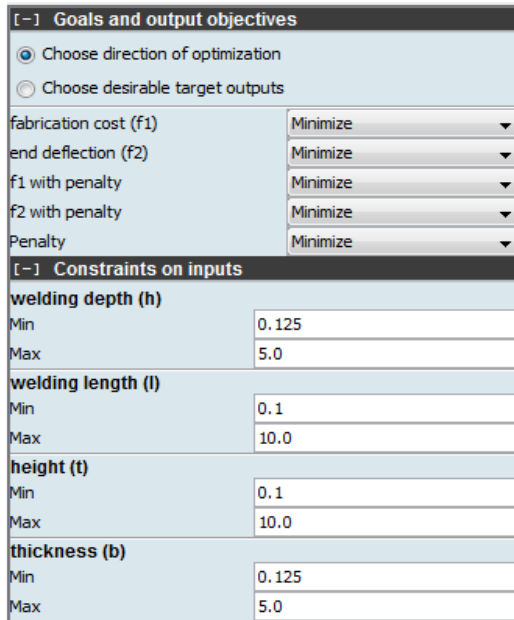 [-] Goals and output objectives
Choose direction of optimization
Choose desirable target outputs
fabrication cost (f1) Minimize
end deflection (f2) Minimize
f1 with penalty Minimize
f2 with penalty Minimize
Penalty Minimize
[-] Constraints on inputs
welding depth (h)
Min 0.125
Max 5.0
welding length (l)
Min 0.1
Max 10.0
height (t)
Min 0.1
Max 10.0
thickness (b)
Min 0.125
Max 5.0